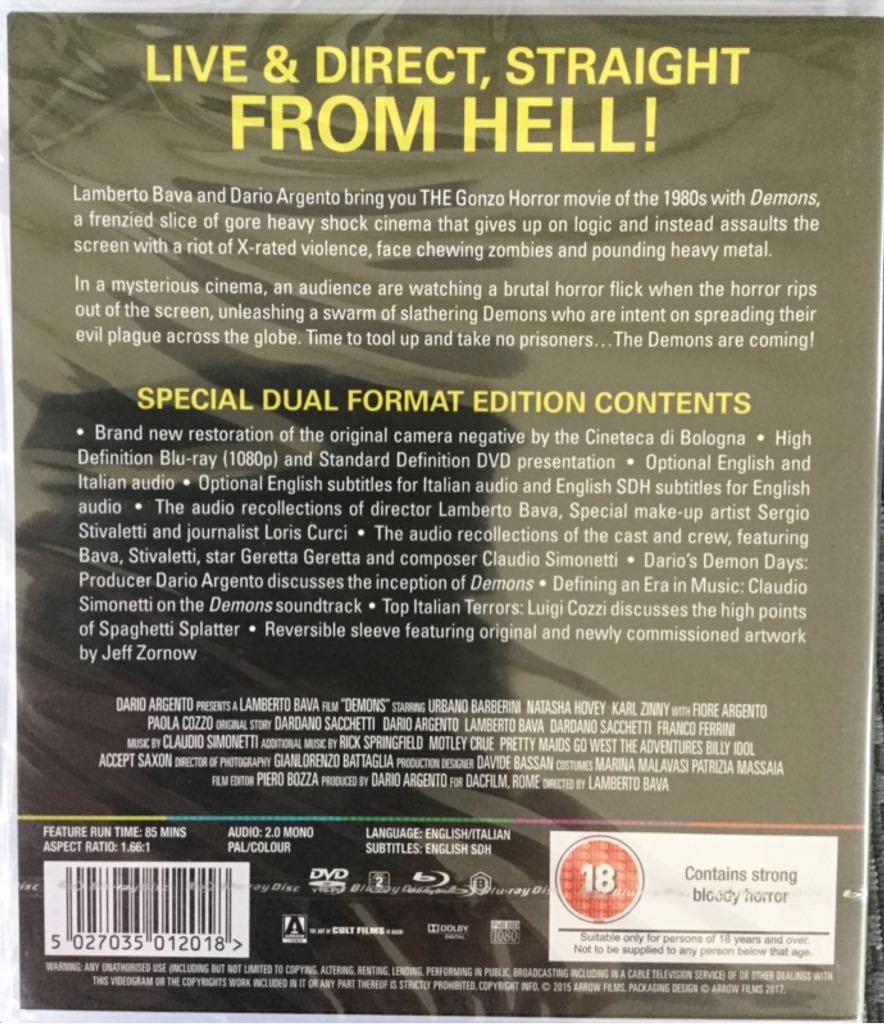 LIVE & DIRECT, STRAIGHT
FROM HELL!
Lamberto Bava and Dario Argento bring you THE Gonzo Horror movie of the 1980s with Demons,
a frenzied slice of gore heavy shock cinema that gives up on logic and instead assaults the
screen with a riot of X-rated violence, face chewing zombies and pounding heavy metal.
In a mysterious cinema, an audience are watching a brutal horror flick when the horror rips
out of the screen, unleashing a swarm of slathering Demons who are intent on spreading their
evil plague across the globe. Time to tool up and take no prisoners...The Demons are coming!
SPECIAL DUAL FORMAT EDITION CONTENTS
• Brand new restoration of the original camera negative by the Cineteca di Bologna • High
Definition Blu-ray (1080p) and Standard Definition DVD presentation • Optional English and
Italian audio • Optional English subtitles for Italian audio and English SDH subtitles for English
audio • The audio recollections of director Lamberto Bava, Special make-up artist Sergio
Stivaletti and journalist Loris Curci • The audio recollections of the cast and crew, featuring
Bava, Stivaletti, star Geretta Geretta and composer Claudio Simonetti • Dario's Demon Days:
Producer Dario Argento discusses the inception of Demons • Defining an Era in Music: Claudio
Simonetti on the Demons soundtrack • Top Italian Terrors: Luigi Cozzi discusses the high points
of Spaghetti Splatter • Reversible sleeve featuring original and newly commissioned artwork
by Jeff Zornow
DARIO ARGENTO PRESENTS A LAMBERTO BAVA FILM "DEMONS" STARRING URBANO BARBERINI NATASHA HOVEY KARL ZINNY WITH FIORE ARGENTO
PAOLA COZZO ORIGINAL STORY DARDANO SACCHETTI DARIO ARGENTO LAMBERTO BAVA DARDANO SACCHETTI FRANCO FERRINI
MUSIC BY CLAUDIO SIMONETTI ADDITIONAL MUSIC BY RICK SPRINGFIELD MOTLEY CRUE PRETTY MAIDS GO WEST THE ADVENTURES BILLY IDOL
ACCEPT SAXON DIRECTOR OF PHOTOGRAPHY GIANLORENZO BATTAGLIA PRODUCTION DESIGNER DAVIDE BASSAN COSTUMES MARINA MALAVASI PATRIZIA MASSAIA
FILM EDITOR PIERO BOZZA PRODUCED BY DARIO ARGENTO FOR DACFILM, ROME DIRECTED BY LAMBERTO BAVA
FEATURE RUN TIME: 85 MINS
ASPECT RATIO: 1.66:1
AUDIO: 2.0 MONO
PAL/COLOUR
LANGUAGE: ENGLISH/ITALIAN
SUBTITLES: ENGLISH SDH
18
Contains strong
bloody horror
Suitable only for persons of 18 years and over.
Not to be supplied to any person below that age.
DVD
2
B
Blu-ray Disc
5 027035 012018 >
ARROW
THE ART OF CULT FILMS
DOLBY
DIGITAL
1080
WARNING: ANY UNAUTHORISED USE (INCLUDING BUT NOT LIMITED TO COPYING, ALTERING, RENTING, LENDING, PERFORMING IN PUBLIC, BROADCASTING INCLUDING IN A CABLE TELEVISION SERVICE) OF OR OTHER DEALINGS WITH
THIS VIDEOGRAM OR THE COPYRIGHTS WORK INCLUDED IN IT OR ANY PART THEREOF IS STRICTLY PROHIBITED. COPYRIGHT INFO. © 2015 ARROW FILMS. PACKAGING DESIGN © ARROW FILMS 2017.